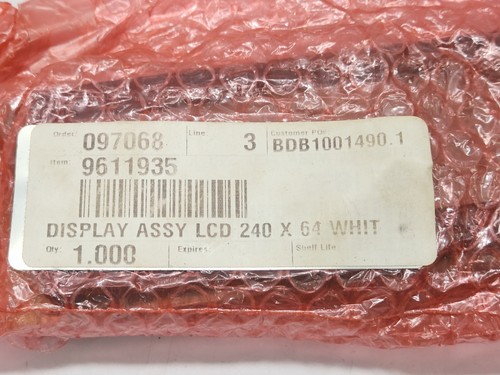 Order: 097068 Line: 3 Customer PO#: BDB1001490.1
Item: 9611935
DISPLAY ASSY LCD 240 X 64 WHIT
Qty: 1.000 Expires: Shelf Life